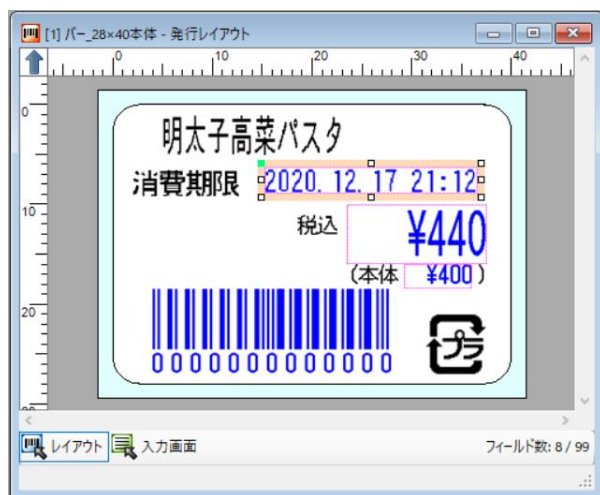 [1] バー_28×40本体 - 発行レイアウト
0 10 20 30 40
0
10
20
明太子高菜パスタ
消費期限 2020. 12. 17 21:12
税込 ¥440
(本体 ¥400)
0000000000000
プラ
レイアウト 入力画面 フィールド数: 8 / 99